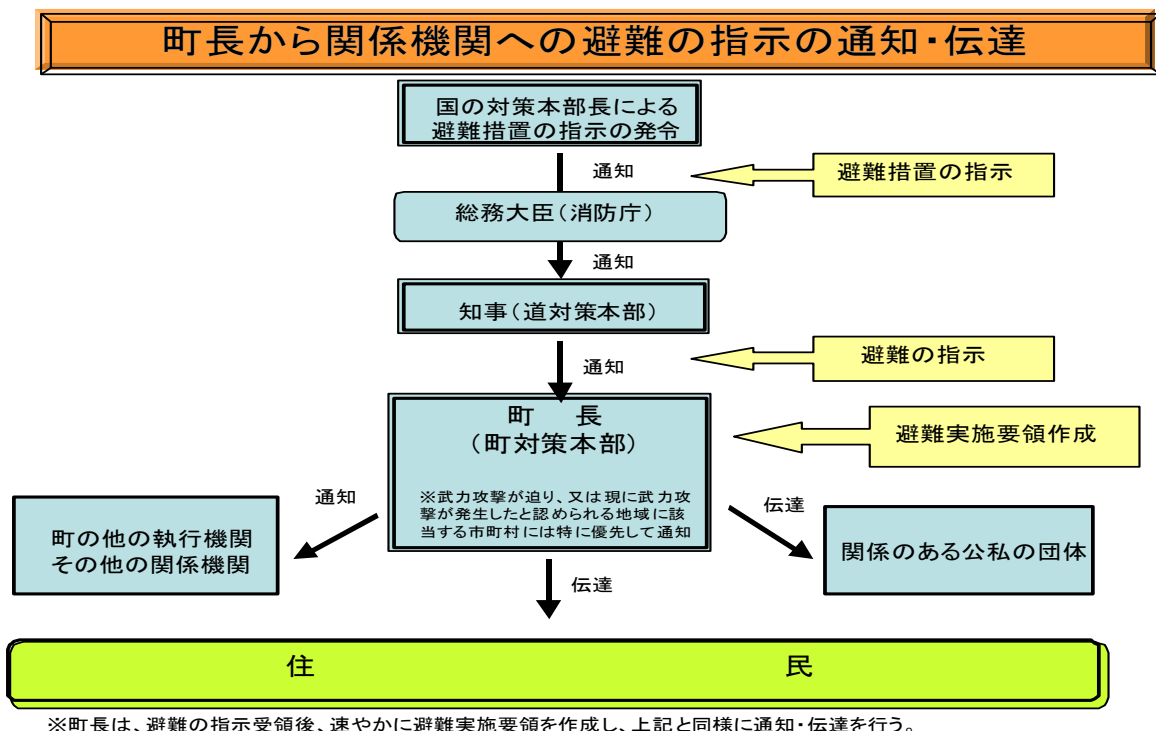 町長から関係機関への避難の指示の通知・伝達
国の対策本部長による
避難措置の指示の発令
通知
避難措置の指示
総務大臣(消防庁)
通知
知事(道対策本部)
通知
避難の指示
町 長
(町対策本部)
避難実施要領作成
※武力攻撃が迫り、又は現に武力攻
撃が発生したと認められる地域に該
当する市町村には特に優先して通知
通知
伝達
町の他の執行機関
その他の関係機関
関係のある公私の団体
伝達
住 民
※町長は、避難の指示受領後、速やかに避難実施要領を作成し、上記と同様に通知・伝達を行う。